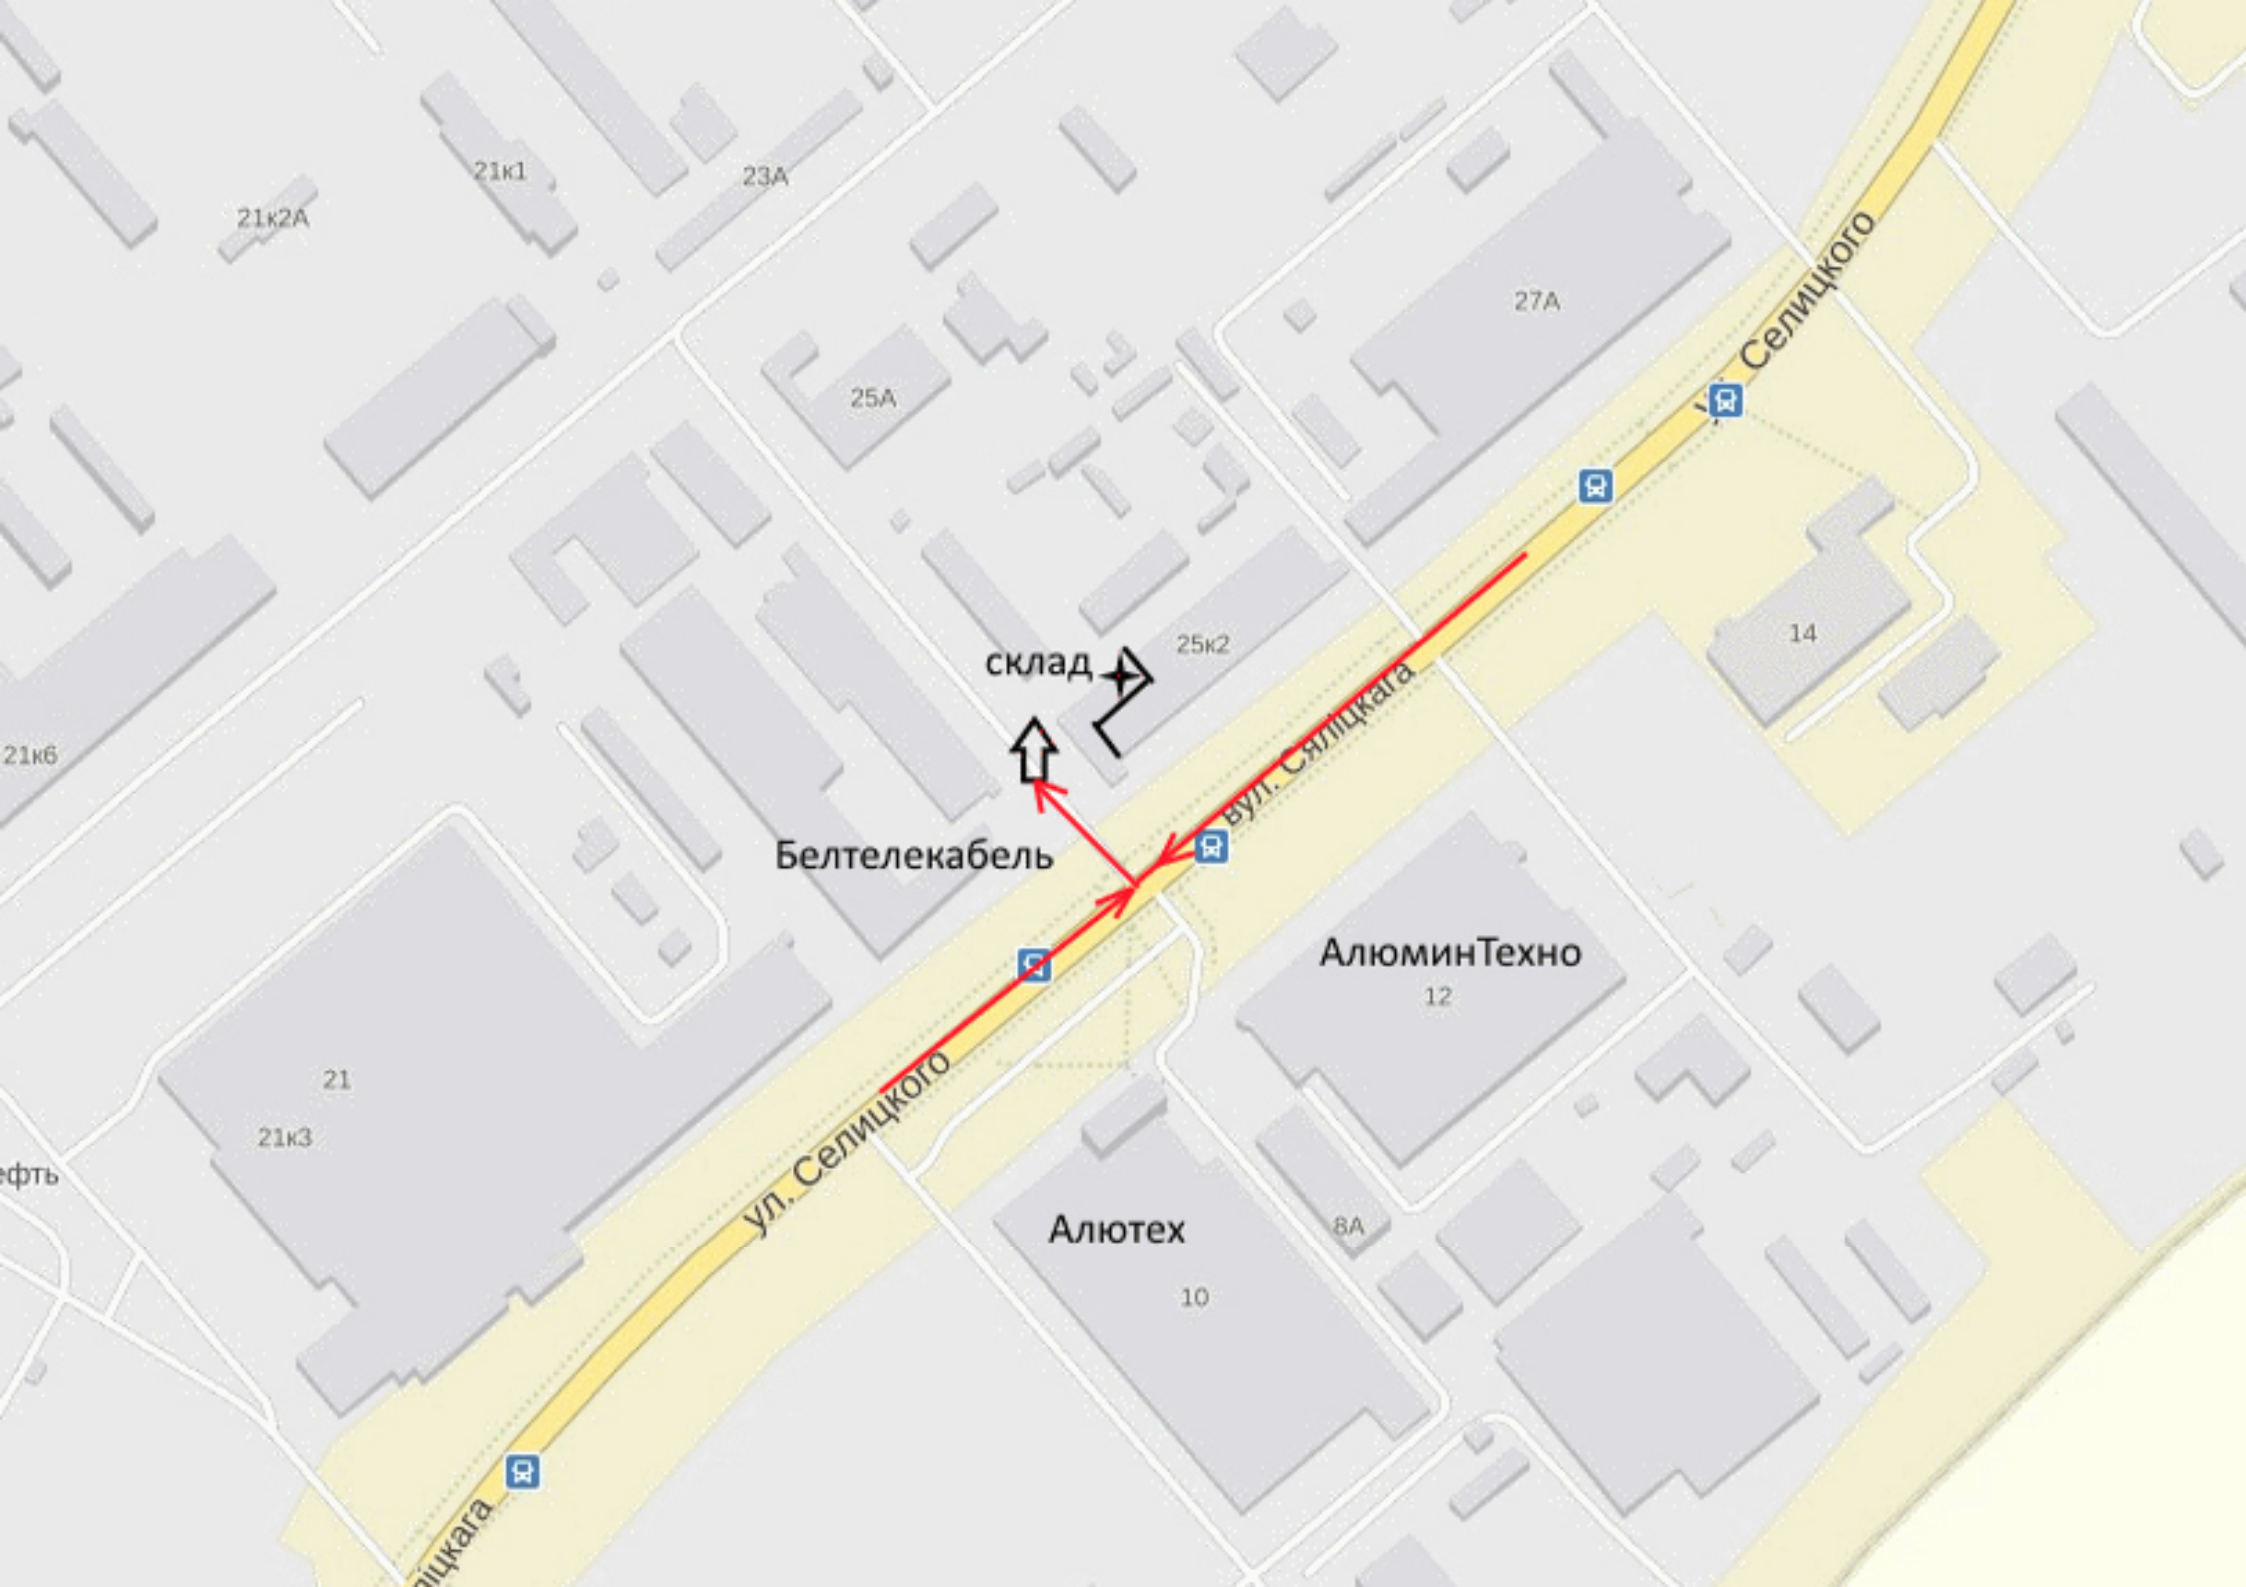 21к1
23А
21к2А
ул. Селицкого
27А
25А
25к2
склад
14
21к6
вул. Сяліцкага
Белтелекабель
АлюминТехно
12
21
21к3
ефть
ул. Селицкого
8А
Алютех
10
ліцкага